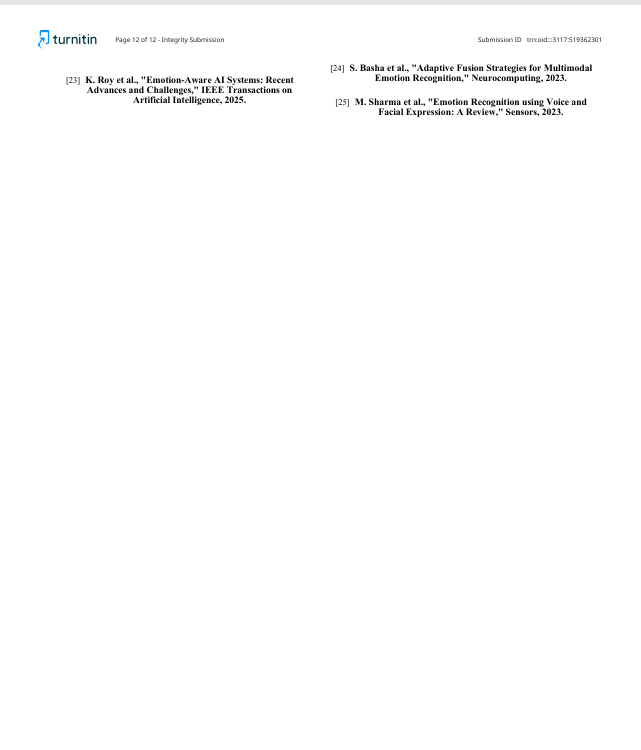 turnitin
Page 12 of 12 - Integrity Submission
Submission ID trn:oid:::3117:519362301
[23] K. Roy et al., "Emotion-Aware AI Systems: Recent
Advances and Challenges," IEEE Transactions on
Artificial Intelligence, 2025.
[24] S. Basha et al., "Adaptive Fusion Strategies for Multimodal
Emotion Recognition," Neurocomputing, 2023.
[25] M. Sharma et al., "Emotion Recognition using Voice and
Facial Expression: A Review," Sensors, 2023.